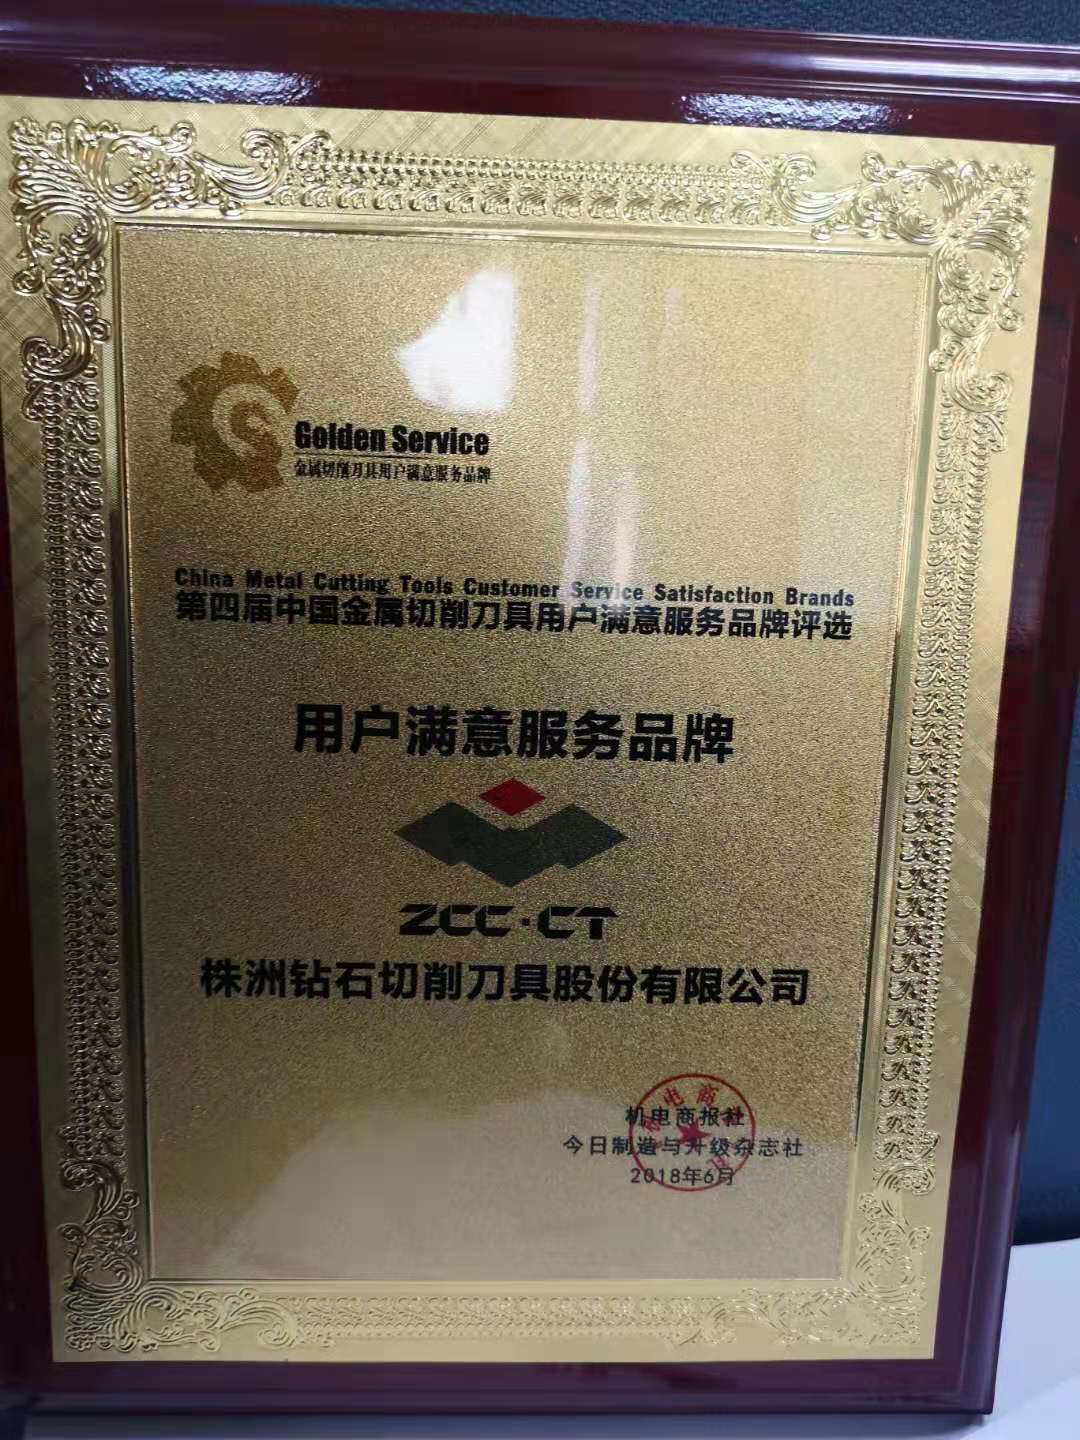 Golden Service
金属切削刀具用户满意服务品牌
China Metal Cutting Tools Customer Service Satisfaction Brands
第四届中国金属切削刀具用户满意服务品牌评选
用户满意服务品牌
ZCC·CT
株洲钻石切削刀具股份有限公司
机电商报社
今日制造与升级杂志社
2018年6月